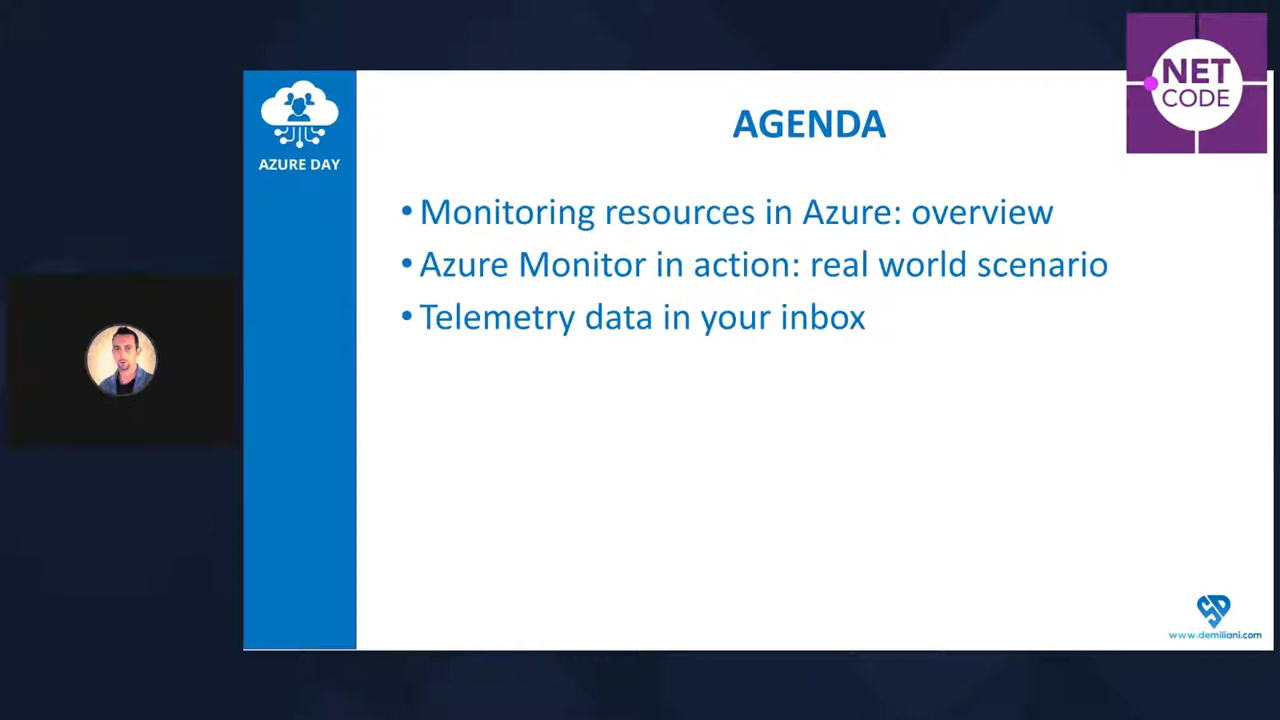 NET
CODE
AZURE DAY
AGENDA
• Monitoring resources in Azure: overview
• Azure Monitor in action: real world scenario
• Telemetry data in your inbox
SD
www.demiliani.com